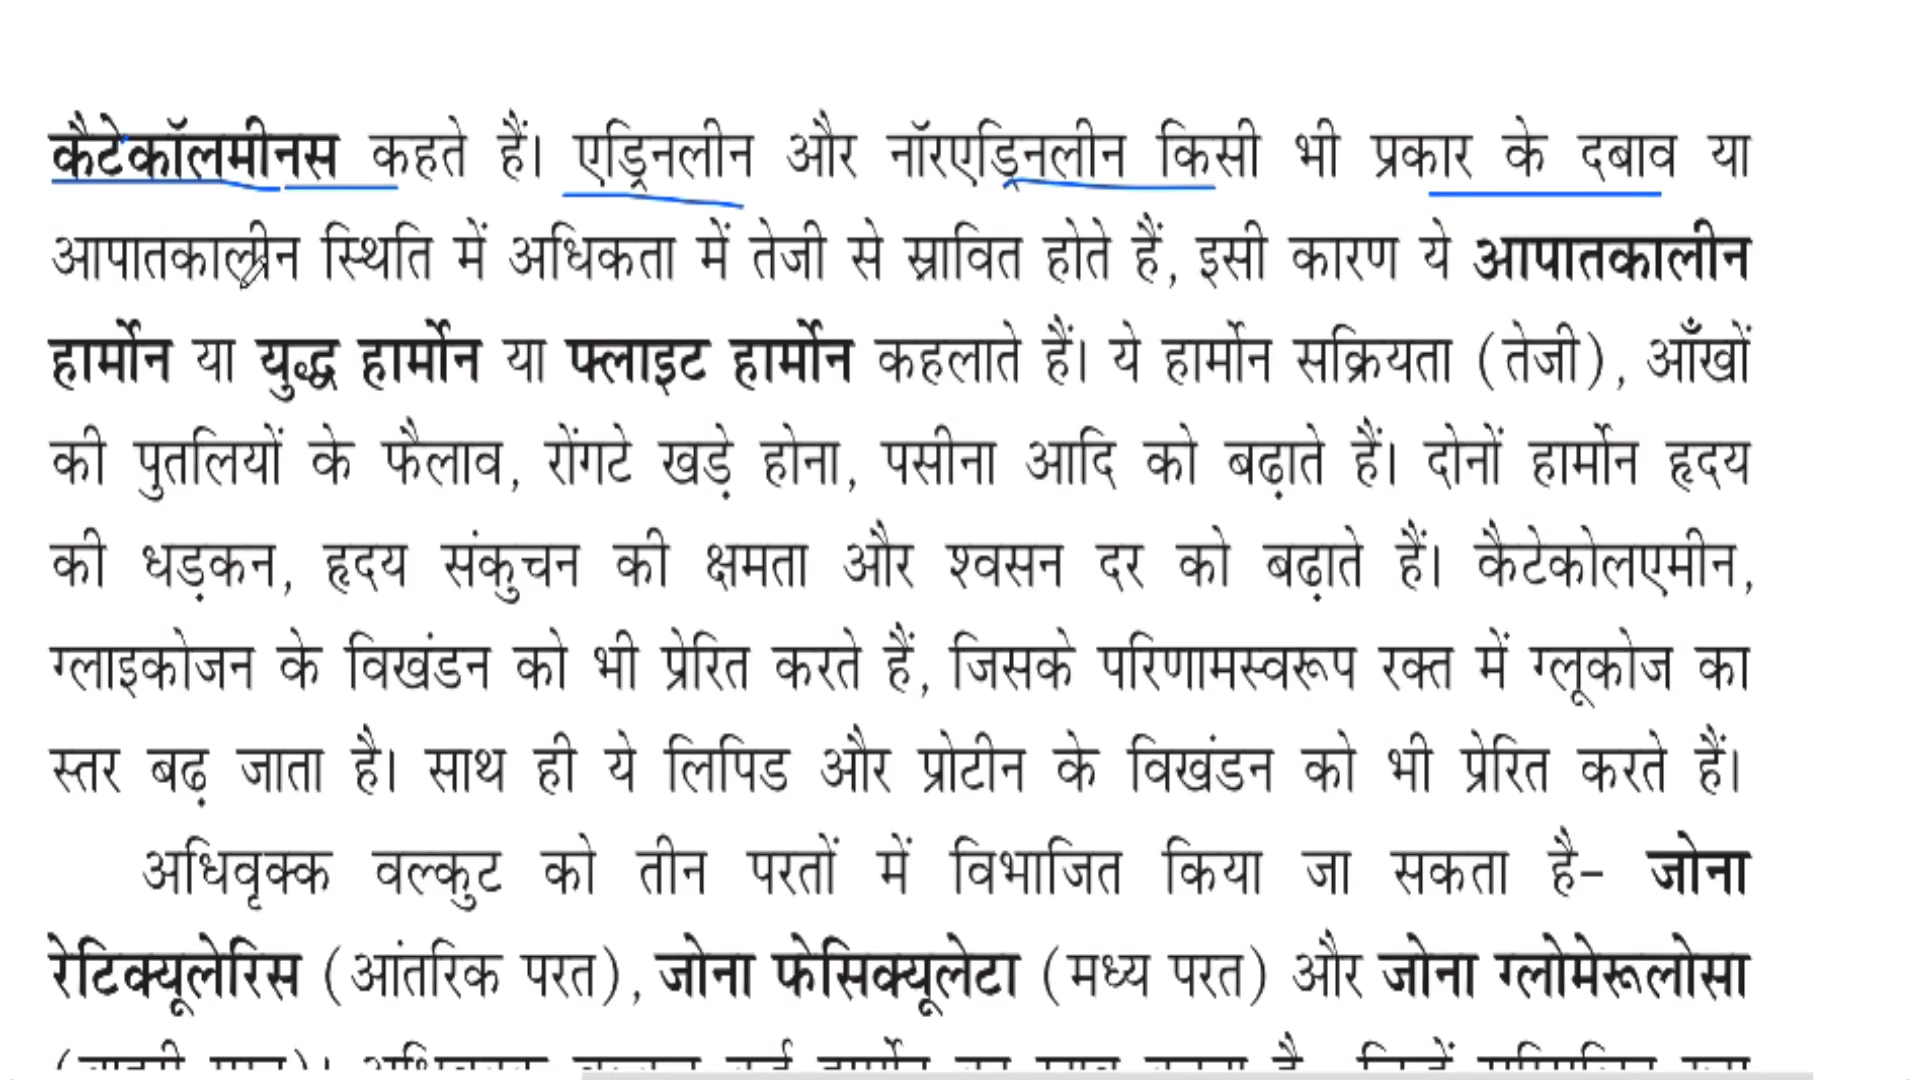 कैटेकॉलमीनस कहते हैं। एड्रिनलीन और नॉरएड्रिनलीन किसी भी प्रकार के दबाव या
आपातकालीन स्थिति में अधिकता में तेजी से स्रावित होते हैं, इसी कारण ये आपातकालीन
हार्मोन या युद्ध हार्मोन या फ्लाइट हार्मोन कहलाते हैं। ये हार्मोन सक्रियता (तेजी), आँखों
की पुतलियों के फैलाव, रोंगटे खड़े होना, पसीना आदि को बढ़ाते हैं। दोनों हार्मोन हृदय
की धड़कन, हृदय संकुचन की क्षमता और श्वसन दर को बढ़ाते हैं। कैटेकोलएमीन,
ग्लाइकोजन के विखंडन को भी प्रेरित करते हैं, जिसके परिणामस्वरूप रक्त में ग्लूकोज का
स्तर बढ़ जाता है। साथ ही ये लिपिड और प्रोटीन के विखंडन को भी प्रेरित करते हैं।
अधिवृक्क वल्कुट को तीन परतों में विभाजित किया जा सकता है– जोना
रेटिक्यूलेरिस (आंतरिक परत), जोना फेसिक्यूलेटा (मध्य परत) और जोना ग्लोमेरूलोसा